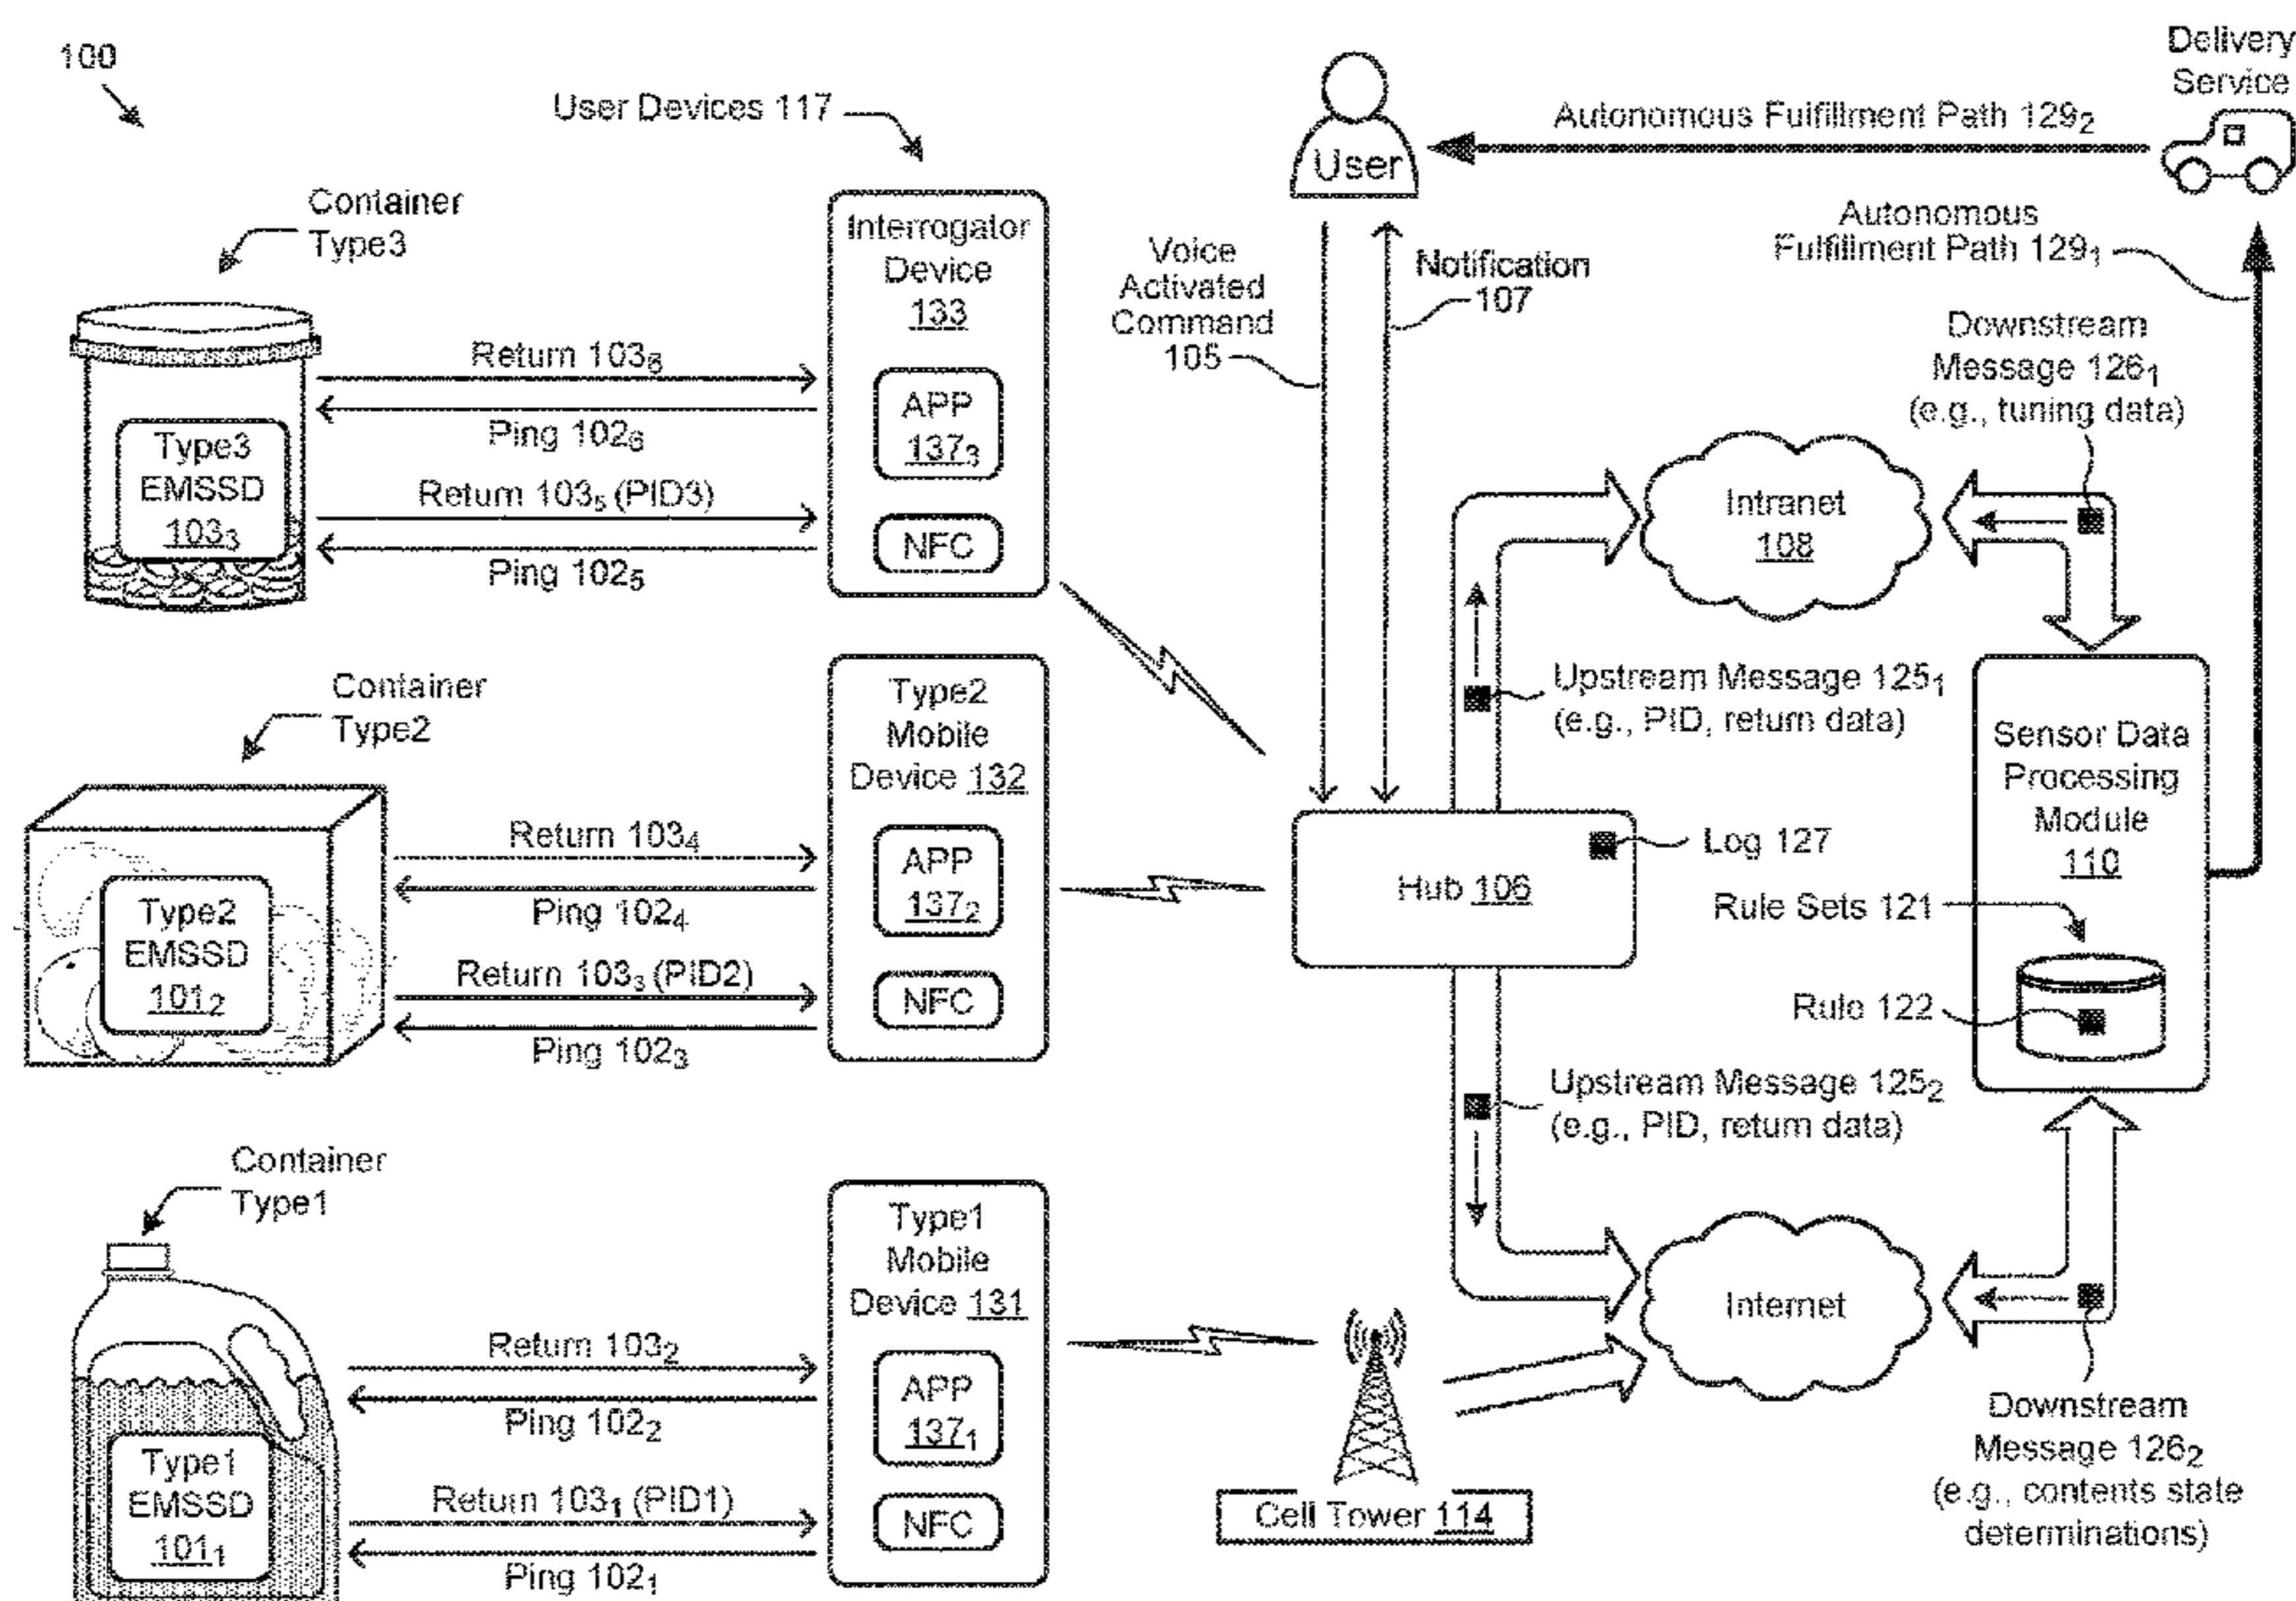 100
User Devices 117
Container
Type3
Type3
EMSSD
103₃
Return 103₆
Ping 102₆
Return 103₅ (PID3)
Ping 102₅
Interrogator
Device
133
APP
137₃
NFC
Container
Type2
Type2
EMSSD
101₂
Return 103₄
Ping 102₄
Return 103₃ (PID2)
Ping 102₃
Type2
Mobile
Device 132
APP
137₂
NFC
Container
Type1
Type1
EMSSD
101₁
Return 103₂
Ping 102₂
Return 103₁ (PID1)
Ping 102₁
Type1
Mobile
Device 131
APP
137₁
NFC
User
Voice
Activated
Command
105
Notification
107
Autonomous Fulfillment Path 129₂
Delivery
Service
Autonomous
Fulfillment Path 129₁
Downstream
Message 126₁
(e.g., tuning data)
Intranet
108
Upstream Message 125₁
(e.g., PID, return data)
Hub 106
Log 127
Sensor Data
Processing
Module
110
Rule Sets 121
Rule 122
Upstream Message 125₂
(e.g., PID, return data)
Internet
Cell Tower 114
Downstream
Message 126₂
(e.g., contents state
determinations)